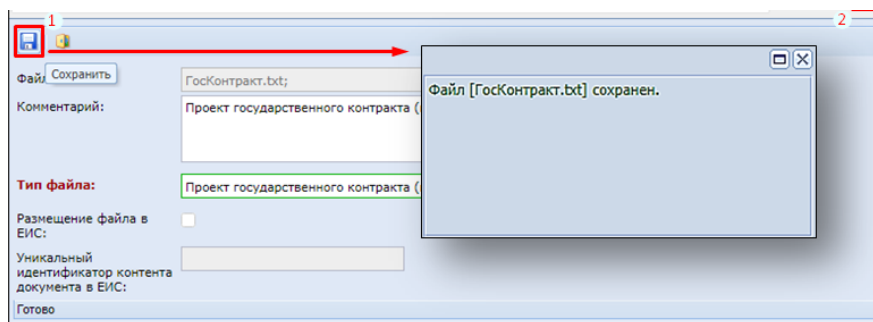 1
2
Сохранить
Файл [ГосКонтракт.txt] сохранен.
Фай
ГосКонтракт.txt;
Комментарий:
Проект государственного контракта (
Тип файла:
Проект государственного контракта (
Размещение файла в
ЕИС:
Уникальный
идентификатор контента
документа в ЕИС:
Готово